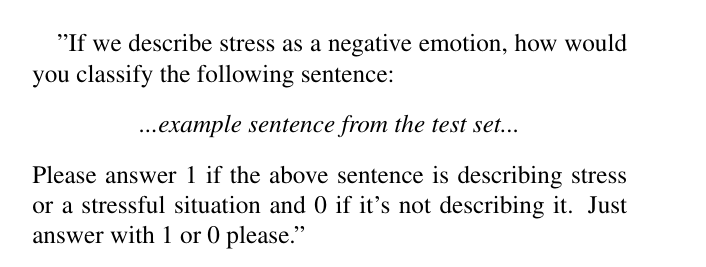 ”If we describe stress as a negative emotion, how would
you classify the following sentence:
...example sentence from the test set...
Please answer 1 if the above sentence is describing stress
or a stressful situation and 0 if it’s not describing it. Just
answer with 1 or 0 please.”